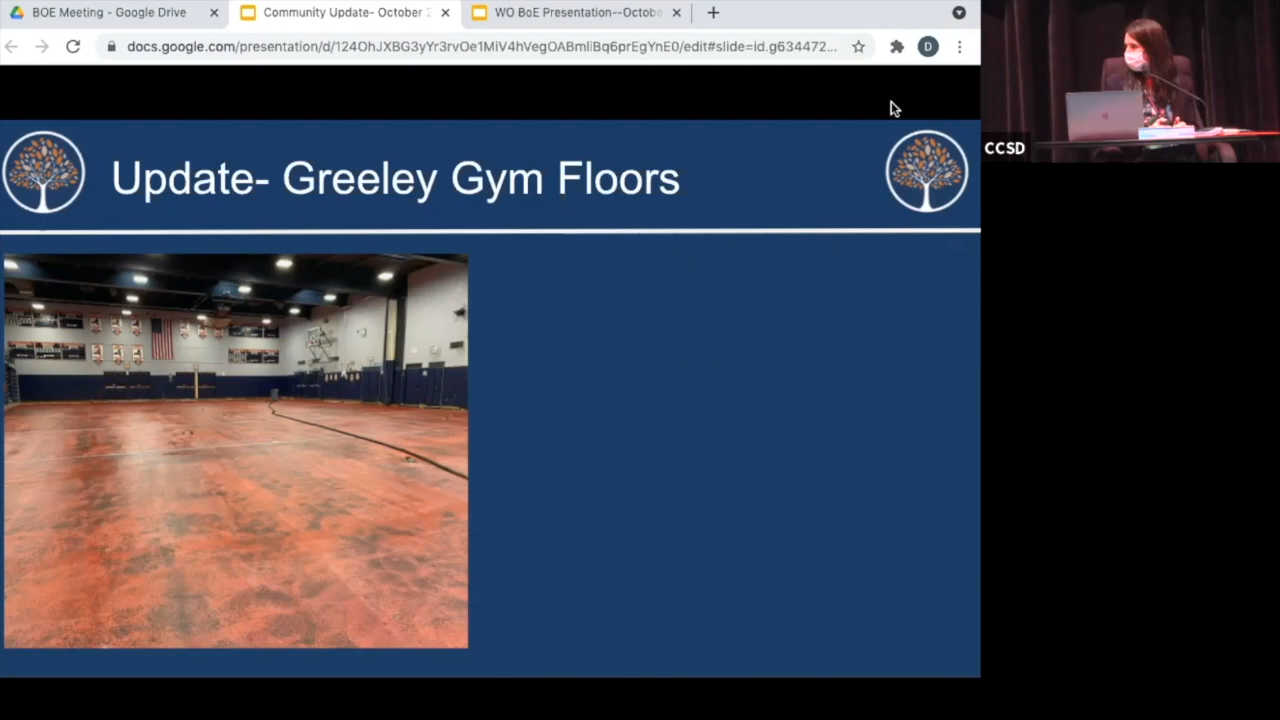 BOE Meeting - Google Drive
Community Update- October 2
WO BoE Presentation--Octobe
docs.google.com/presentation/d/124OhJXBG3yYr3rvOe1MiV4hVegOABmliBq6prEgYnE0/edit#slide=id.g634472...
D
CCSD
Update- Greeley Gym Floors